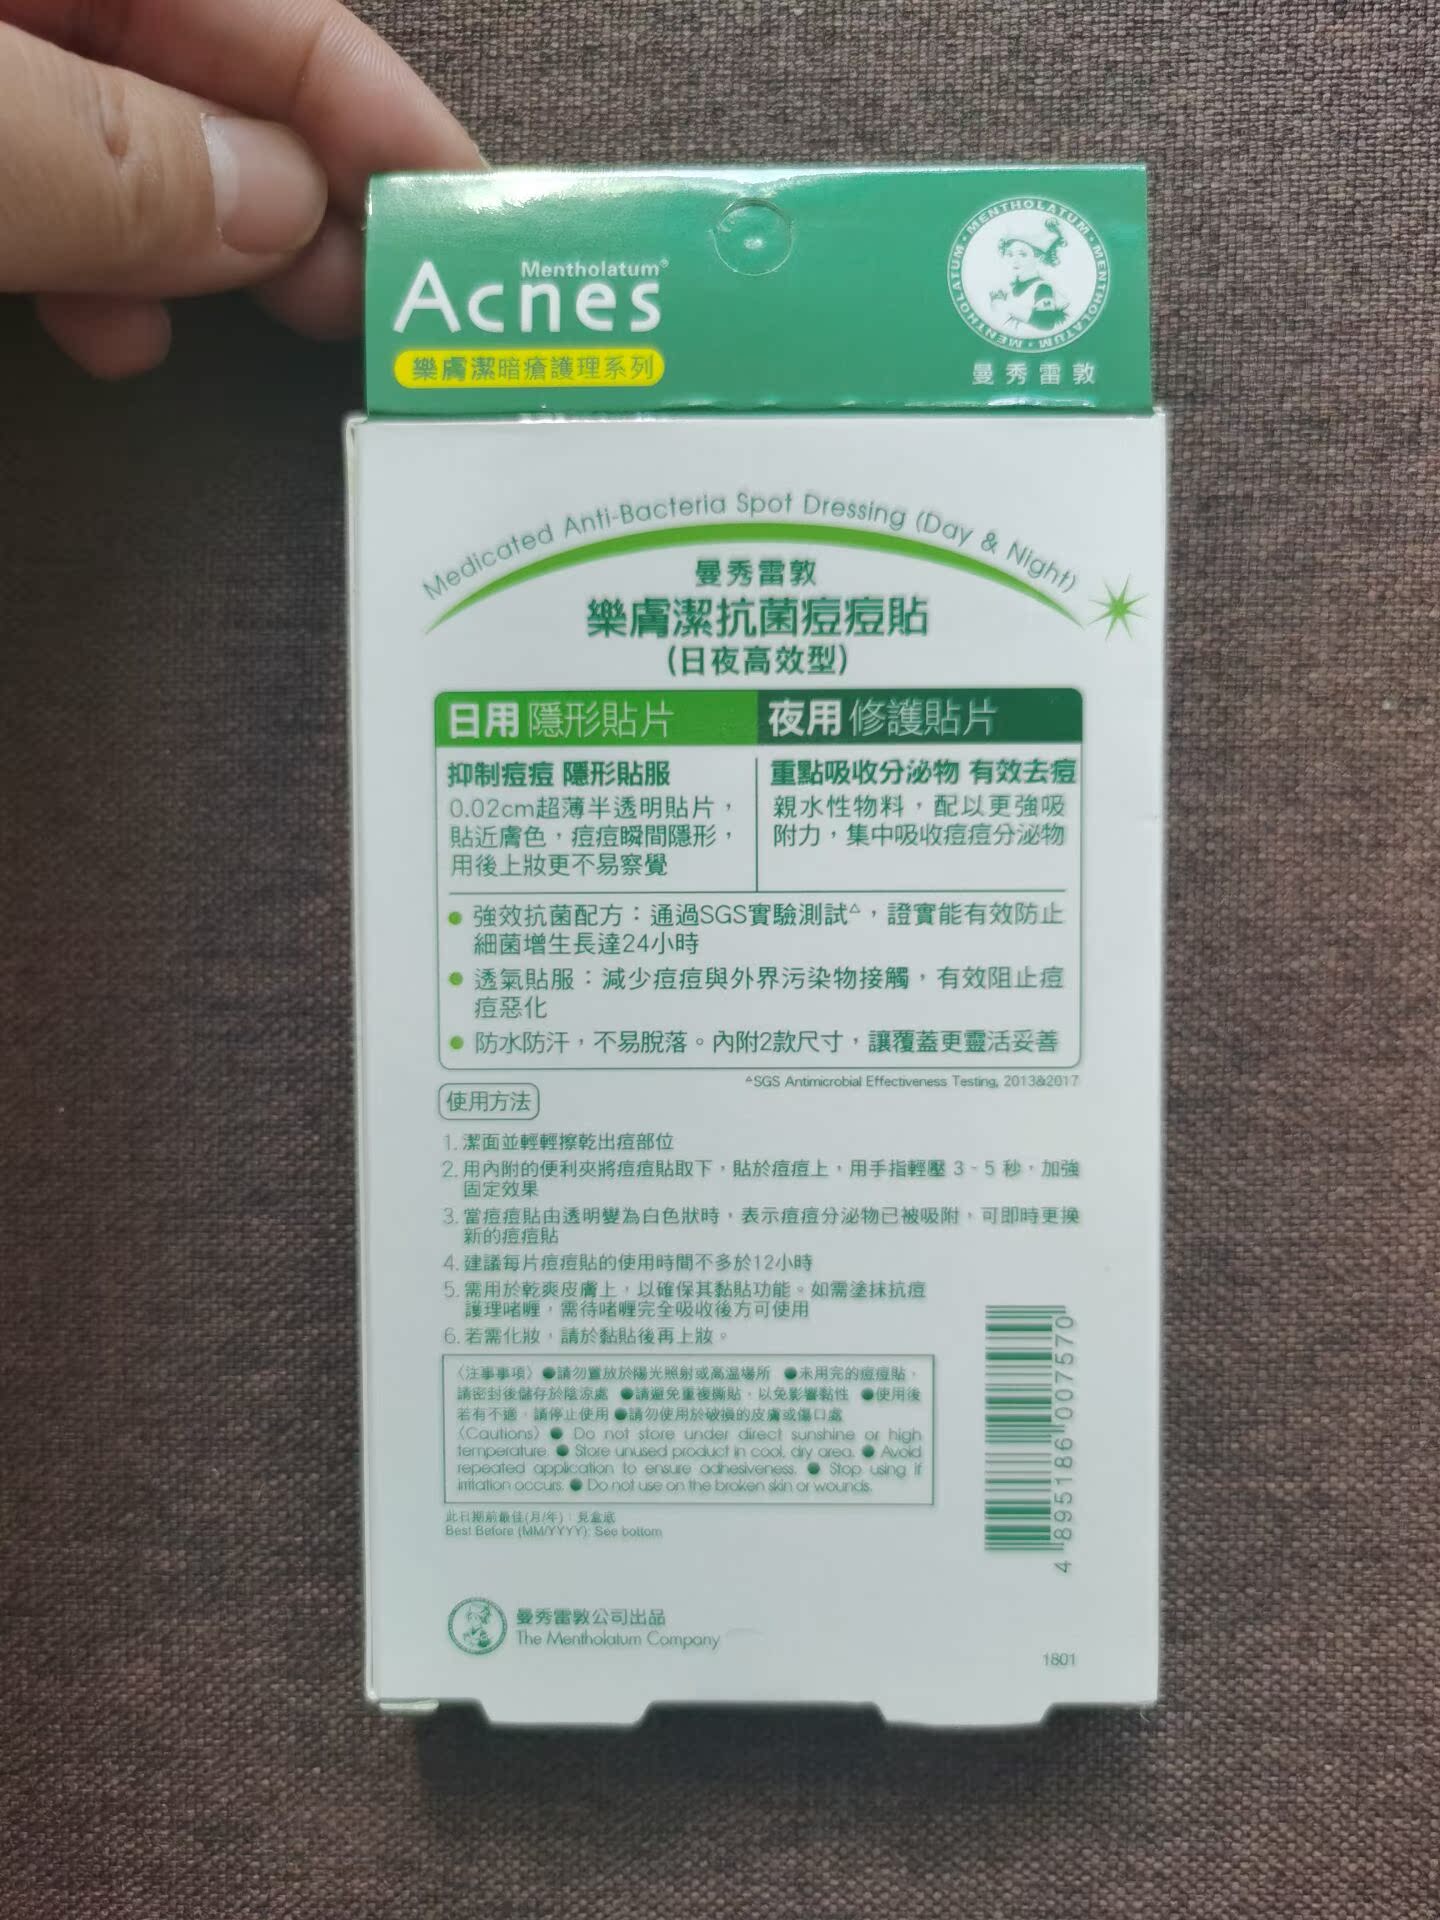 Mentholatum®
Acnes
樂膚潔暗瘡護理系列
MENTHOLATUM • MENTHOLATUM • MENTHOLATUM • MENTHOLATUM
曼秀雷敦
Medicated Anti-Bacteria Spot Dressing (Day & Night)
曼秀雷敦
樂膚潔抗菌痘痘貼
(日夜高效型)
日用 隱形貼片
抑制痘痘 隱形貼服
0.02cm超薄半透明貼片，
貼近膚色，痘痘瞬間隱形，
用後上妝更不易察覺
夜用 修護貼片
重點吸收分泌物 有效去痘
親水性物料，配以更強吸
附力，集中吸收痘痘分泌物
● 強效抗菌配方：通過SGS實驗測試△，證實能有效防止
細菌增生長達24小時
● 透氣貼服：減少痘痘與外界污染物接觸，有效阻止痘
痘惡化
● 防水防汗，不易脫落。內附2款尺寸，讓覆蓋更靈活妥善
△SGS Antimicrobial Effectiveness Testing, 2013&2017
使用方法
1. 潔面並輕輕擦乾出痘部位
2. 用內附的便利夾將痘痘貼取下，貼於痘痘上，用手指輕壓 3 - 5 秒，加強
固定效果
3. 當痘痘貼由透明變為白色狀時，表示痘痘分泌物已被吸附，可即時更換
新的痘痘貼
4. 建議每片痘痘貼的使用時間不多於12小時
5. 需用於乾爽皮膚上，以確保其黏貼功能。如需塗抹抗痘
護理啫喱，需待啫喱完全吸收後方可使用
6. 若需化妝，請於黏貼後再上妝。
〈注事事項〉●請勿置放於陽光照射或高溫場所 ●未用完的痘痘貼，
請密封後儲存於陰涼處 ●請避免重複撕貼，以免影響黏性 ●使用後
若有不適，請停止使用 ●請勿使用於破損的皮膚或傷口處
〈Cautions〉● Do not store under direct sunshine or high
temperature. ● Store unused product in cool, dry area. ● Avoid
repeated application to ensure adhesiveness. ● Stop using if
irritation occurs. ● Do not use on the broken skin or wounds.
此日期前最佳(月/年)：見盒底
Best Before (MM/YYYY): See bottom
4 895186 007570
曼秀雷敦公司出品
The Mentholatum Company
1801